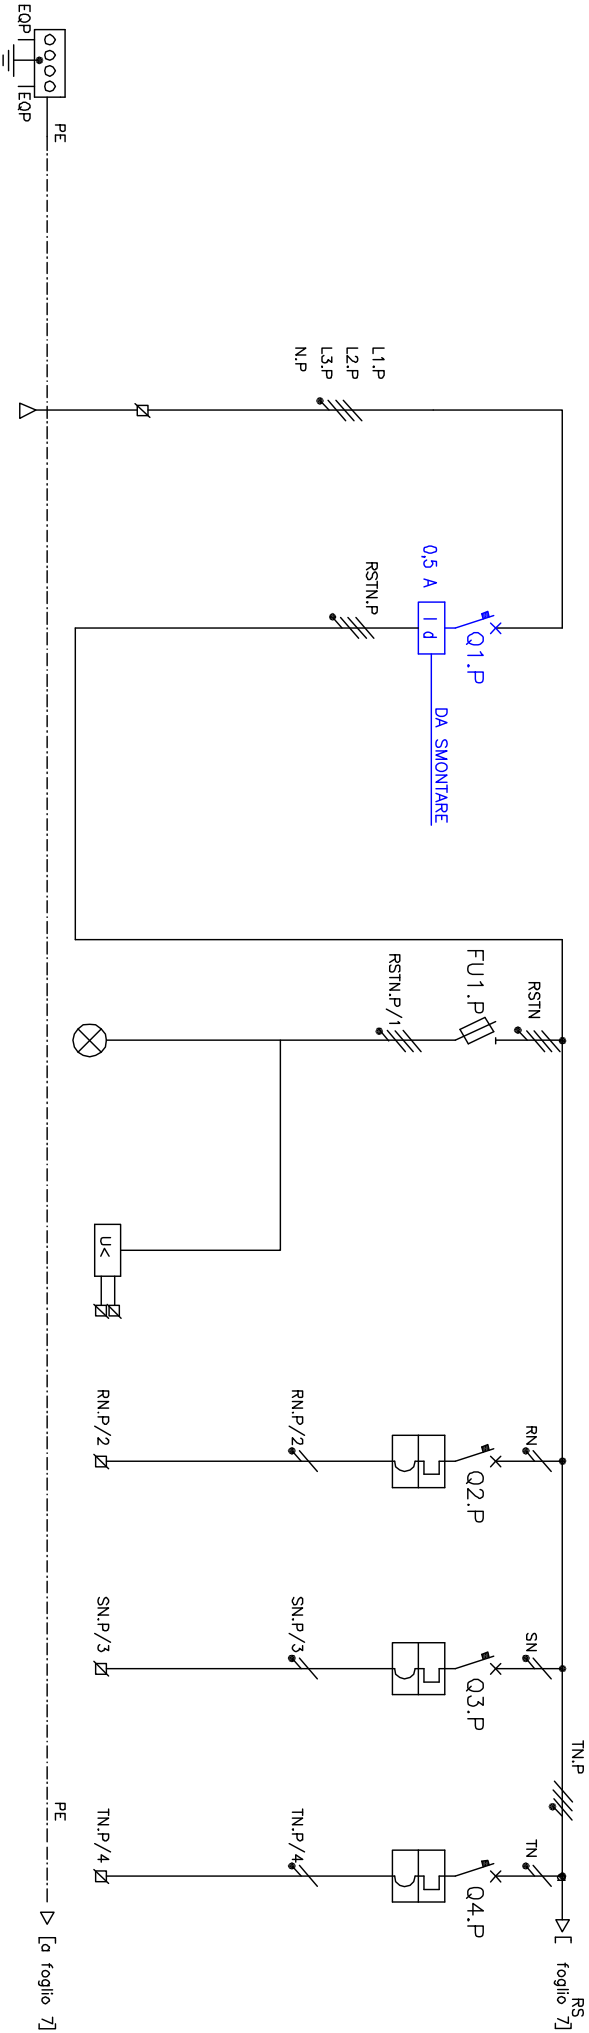 EQP
EQP
PE
L1.P
L2.P
L3.P
N.P
0,5 A
I d
Q1.P
DA SMONTARE
RSTN.P
FU1.P
RSTN
RSTN.P/1
U<
RN
Q2.P
RN.P/2
RN.P/2
SN
Q3.P
SN.P/3
SN.P/3
TN.P
TN
Q4.P
TN.P/4
TN.P/4
PE
RS
[ foglio 7]
[a foglio 7]